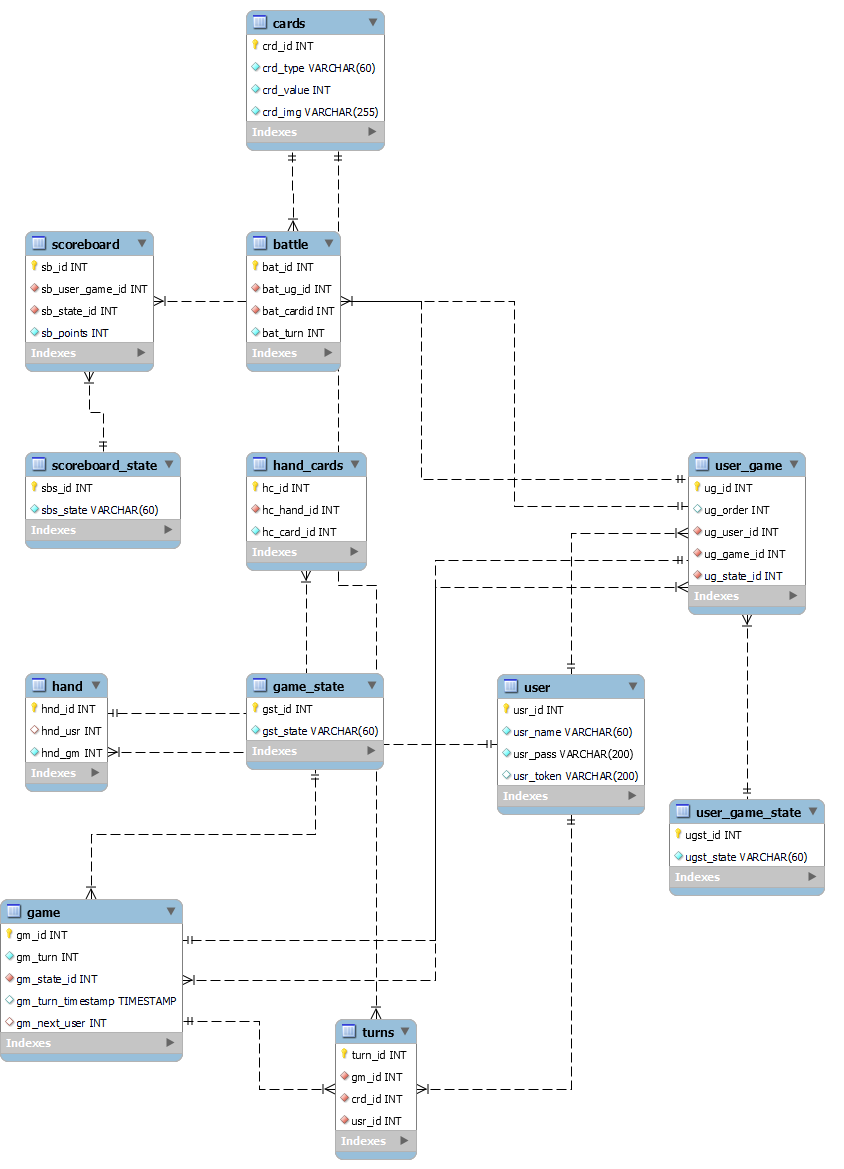 cards
crd_id INT
crd_type VARCHAR(60)
crd_value INT
crd_img VARCHAR(255)
Indexes
scoreboard
sb_id INT
sb_user_game_id INT
sb_state_id INT
sb_points INT
Indexes
battle
bat_id INT
bat_ug_id INT
bat_cardid INT
bat_turn INT
Indexes
scoreboard_state
sbs_id INT
sbs_state VARCHAR(60)
Indexes
hand_cards
hc_id INT
hc_hand_id INT
hc_card_id INT
Indexes
user_game
ug_id INT
ug_order INT
ug_user_id INT
ug_game_id INT
ug_state_id INT
Indexes
hand
hnd_id INT
hnd_usr INT
hnd_gm INT
Indexes
game_state
gst_id INT
gst_state VARCHAR(60)
Indexes
user
usr_id INT
usr_name VARCHAR(60)
usr_pass VARCHAR(200)
usr_token VARCHAR(200)
Indexes
user_game_state
ugst_id INT
ugst_state VARCHAR(60)
Indexes
game
gm_id INT
gm_turn INT
gm_state_id INT
gm_turn_timestamp TIMESTAMP
gm_next_user INT
Indexes
turns
turn_id INT
gm_id INT
crd_id INT
usr_id INT
Indexes